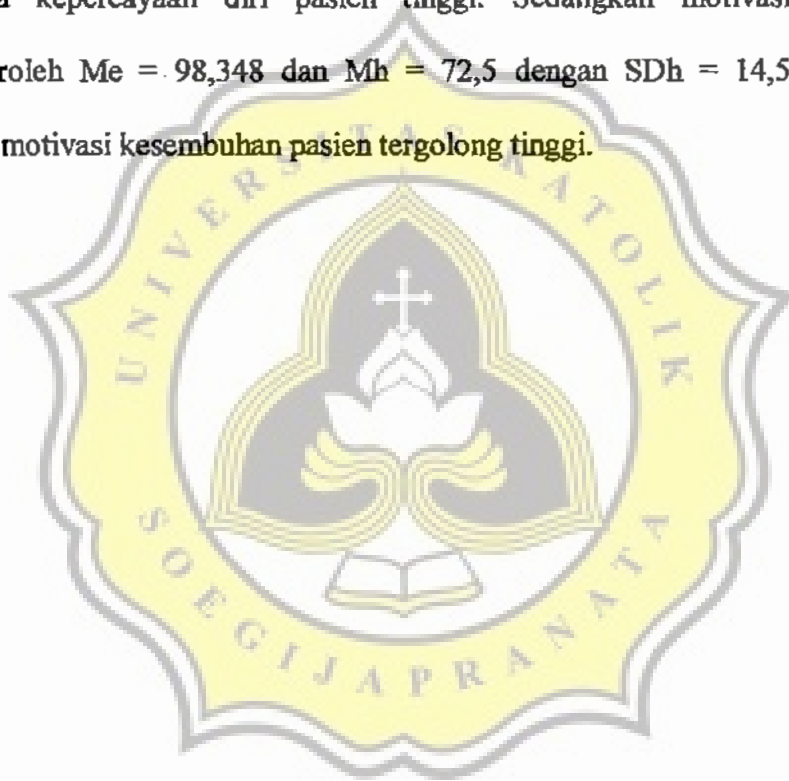 kepercayaan diri pasien tinggi. Sedangkan motivasi
roleh Me = 98,348 dan Mh = 72,5 dengan SDh = 14,5
motivasi kesembuhan pasien tergolong tinggi.
UNIVERSITAS KATOLIK
SOEGIJAPRANATA